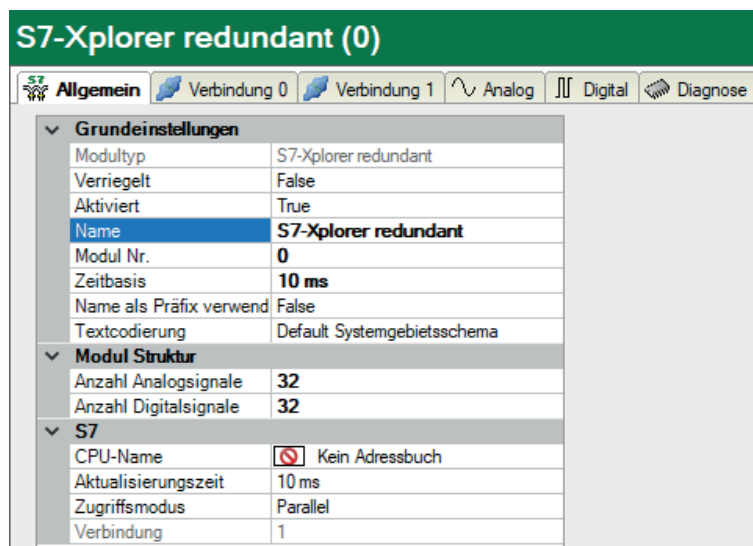 S7-Xplorer redundant (0)
S7 Allgemein Verbindung 0 Verbindung 1 Analog Digital Diagnose
Grundeinstellungen
Modultyp S7-Xplorer redundant
Verriegelt False
Aktiviert True
Name S7-Xplorer redundant
Modul Nr. 0
Zeitbasis 10 ms
Name als Präfix verwend False
Textcodierung Default Systemgebietsschema
Modul Struktur
Anzahl Analogsignale 32
Anzahl Digitalsignale 32
S7
CPU-Name Kein Adressbuch
Aktualisierungszeit 10 ms
Zugriffsmodus Parallel
Verbindung 1